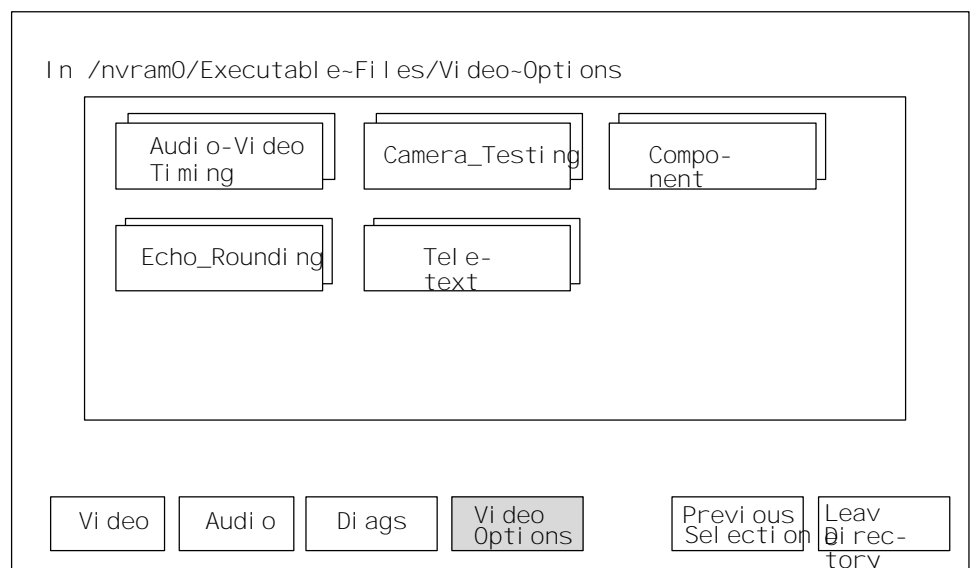 In /nvram0/Executable~Files/Video~Options
Audio-Video
Timing
Camera_Testing
Compo-
nent
Echo_Rounding
Tele-
text
Video
Audio
Diags
Video
Options
Previous
Selection
Leav
e
Direc-
tory